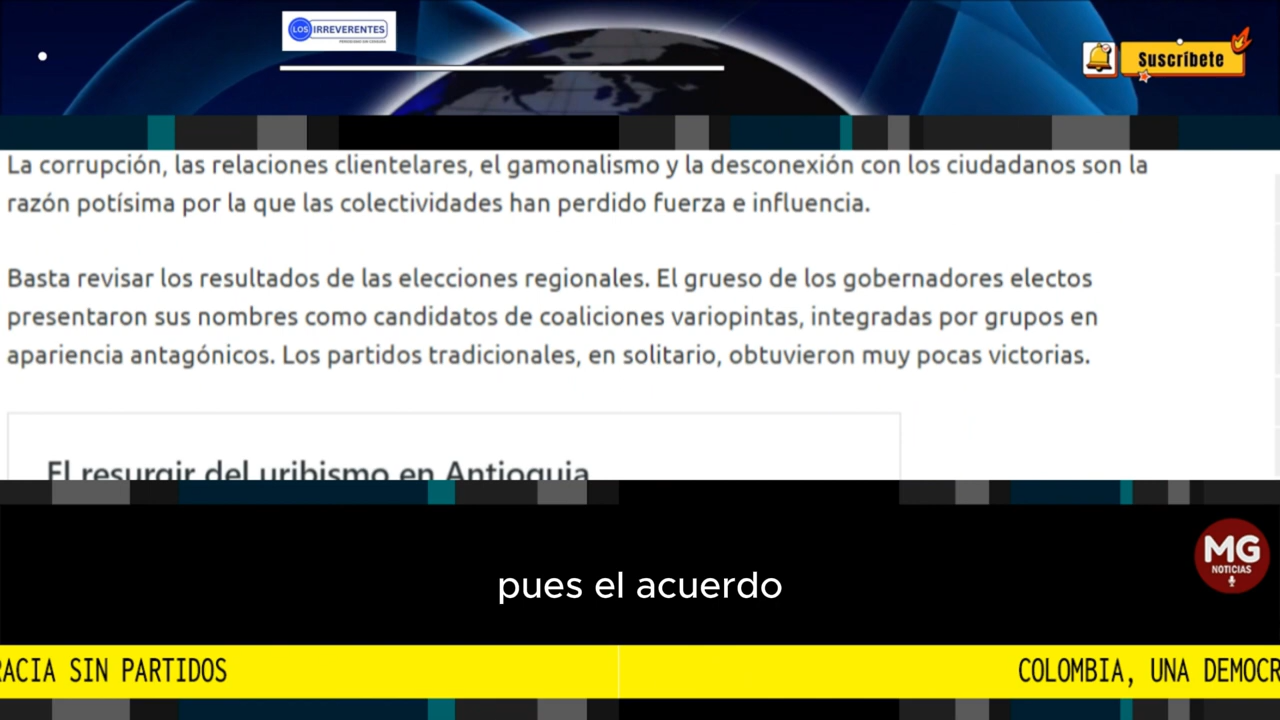 LOS IRREVERENTES
Suscríbete
La corrupción, las relaciones clientelares, el gamonalismo y la desconexión con los ciudadanos son la
razón potísima por la que las colectividades han perdido fuerza e influencia.
Basta revisar los resultados de las elecciones regionales. El grueso de los gobernadores electos
presentaron sus nombres como candidatos de coaliciones variopintas, integradas por grupos en
apariencia antagónicos. Los partidos tradicionales, en solitario, obtuvieron muy pocas victorias.
El resurgir del uribismo en Antioquia
MG
NOTICIAS
pues el acuerdo
RACIA SIN PARTIDOS COLOMBIA, UNA DEMOCR